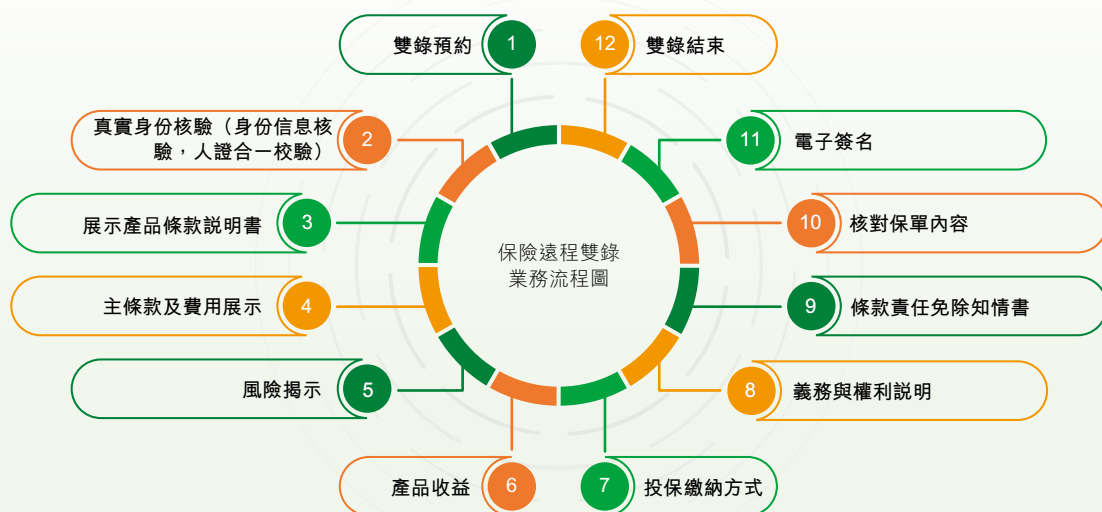 1
雙錄預約
2
真實身份核驗（身份信息核
驗，人證合一校驗）
3
展示產品條款説明書
4
主條款及費用展示
5
風險揭示
6
產品收益
7
投保繳納方式
8
義務與權利説明
9
條款責任免除知情書
10
核對保單內容
11
電子簽名
12
雙錄結束
保險遠程雙錄
業務流程圖